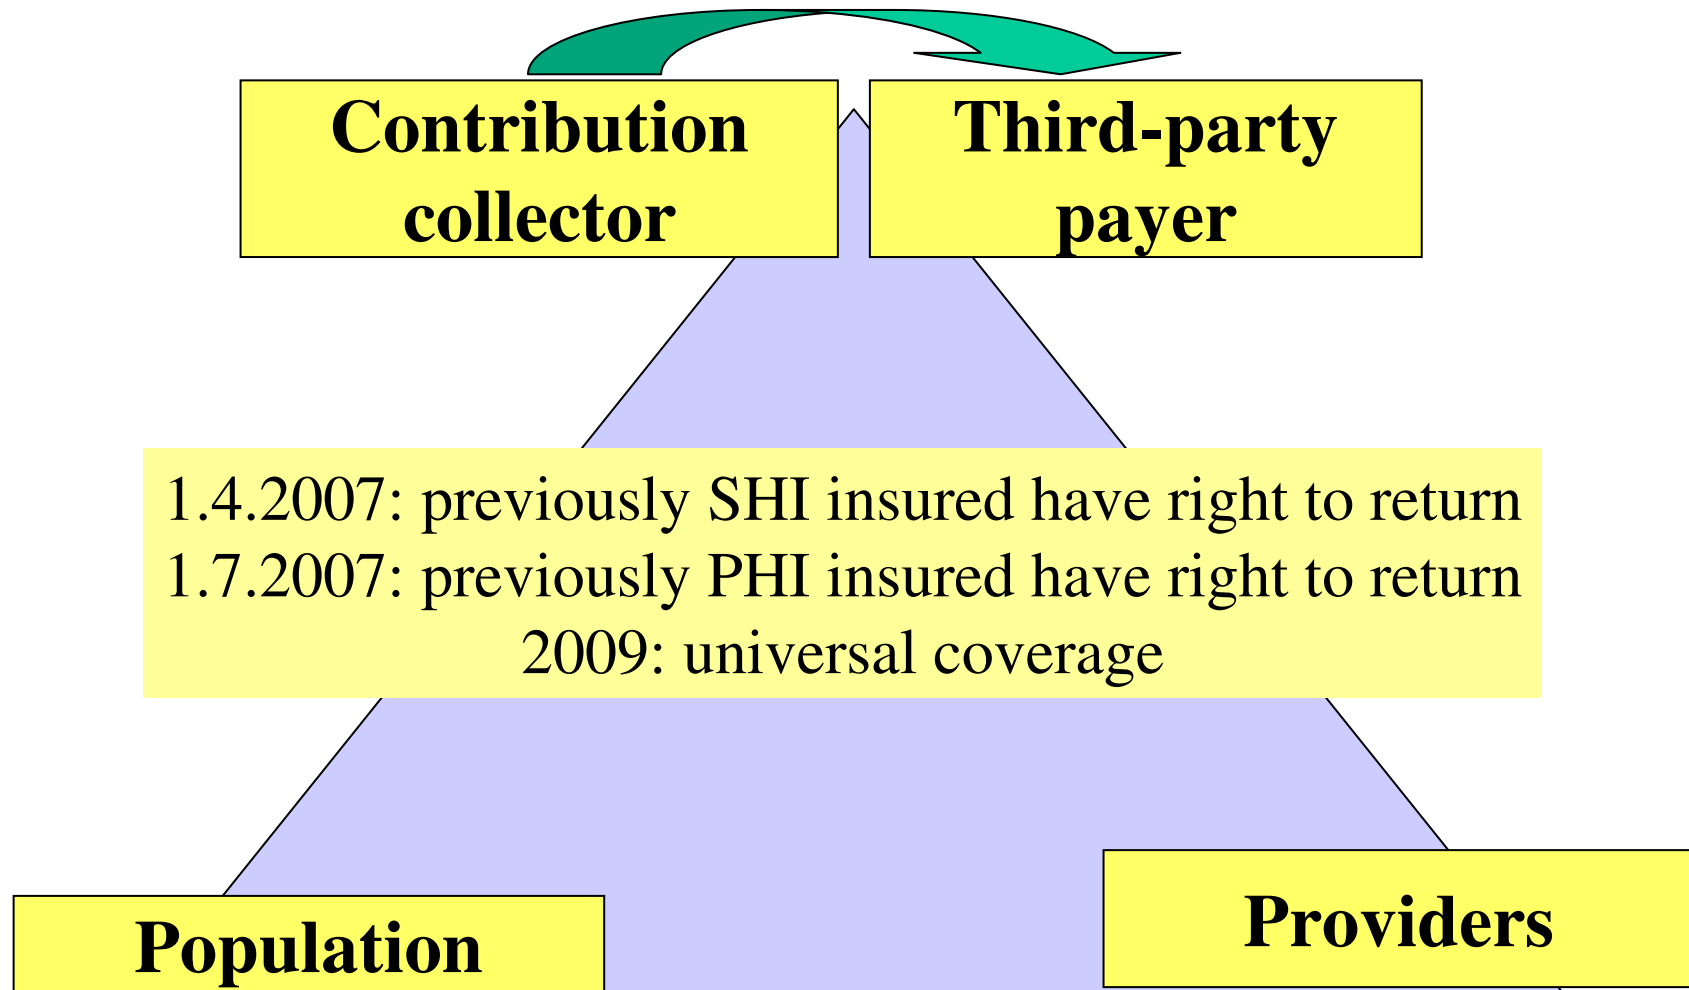 Contribution
collector
Third-party
payer
1.4.2007: previously SHI insured have right to return
1.7.2007: previously PHI insured have right to return
2009: universal coverage
Providers
Population